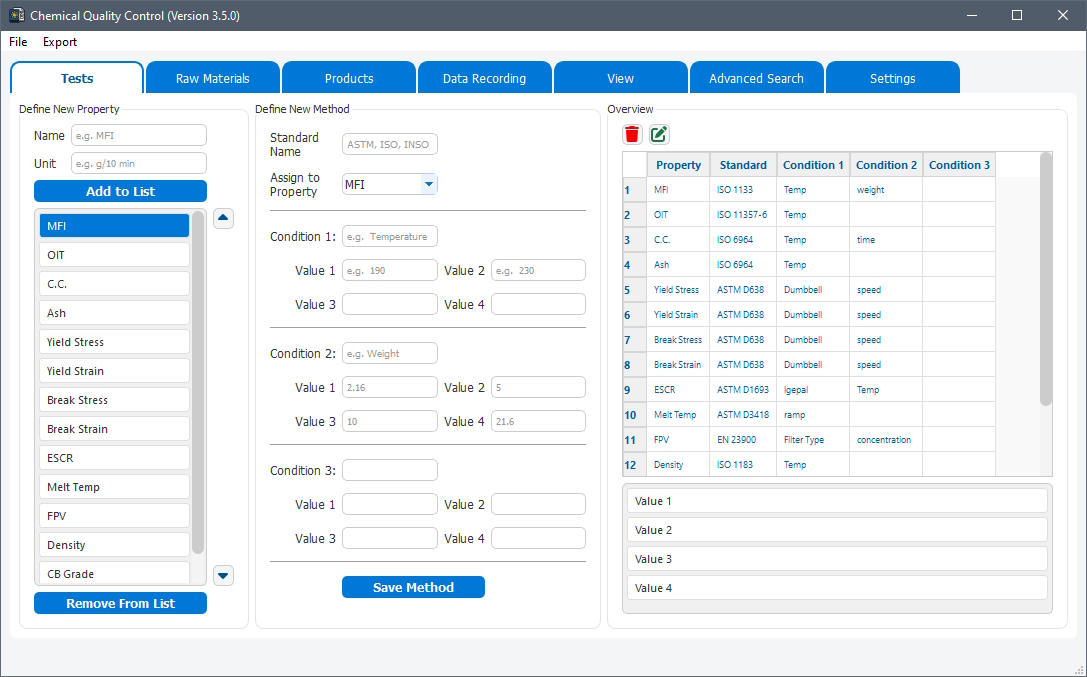 Chemical Quality Control (Version 3.5.0)
File Export
Tests Raw Materials Products Data Recording View Advanced Search Settings
Define New Property
Name e.g. MFI
Unit e.g. g/10 min
Add to List
MFI
OIT
C.C.
Ash
Yield Stress
Yield Strain
Break Stress
Break Strain
ESCR
Melt Temp
FPV
Density
CB Grade
Remove From List
Define New Method
Standard
Name ASTM, ISO, INSO
Assign to
Property MFI
Condition 1: e.g. Temperature
Value 1 e.g. 190 Value 2 e.g. 230
Value 3 Value 4
Condition 2: e.g. Weight
Value 1 2.16 Value 2 5
Value 3 10 Value 4 21.6
Condition 3:
Value 1 Value 2
Value 3 Value 4
Save Method
Overview
Property Standard Condition 1 Condition 2 Condition 3
1 MFI ISO 1133 Temp weight
2 OIT ISO 11357-6 Temp
3 C.C. ISO 6964 Temp time
4 Ash ISO 6964 Temp
5 Yield Stress ASTM D638 Dumbbell speed
6 Yield Strain ASTM D638 Dumbbell speed
7 Break Stress ASTM D638 Dumbbell speed
8 Break Strain ASTM D638 Dumbbell speed
9 ESCR ASTM D1693 Igepal Temp
10 Melt Temp ASTM D3418 ramp
11 FPV EN 23900 Filter Type concentration
12 Density ISO 1183 Temp
Value 1
Value 2
Value 3
Value 4